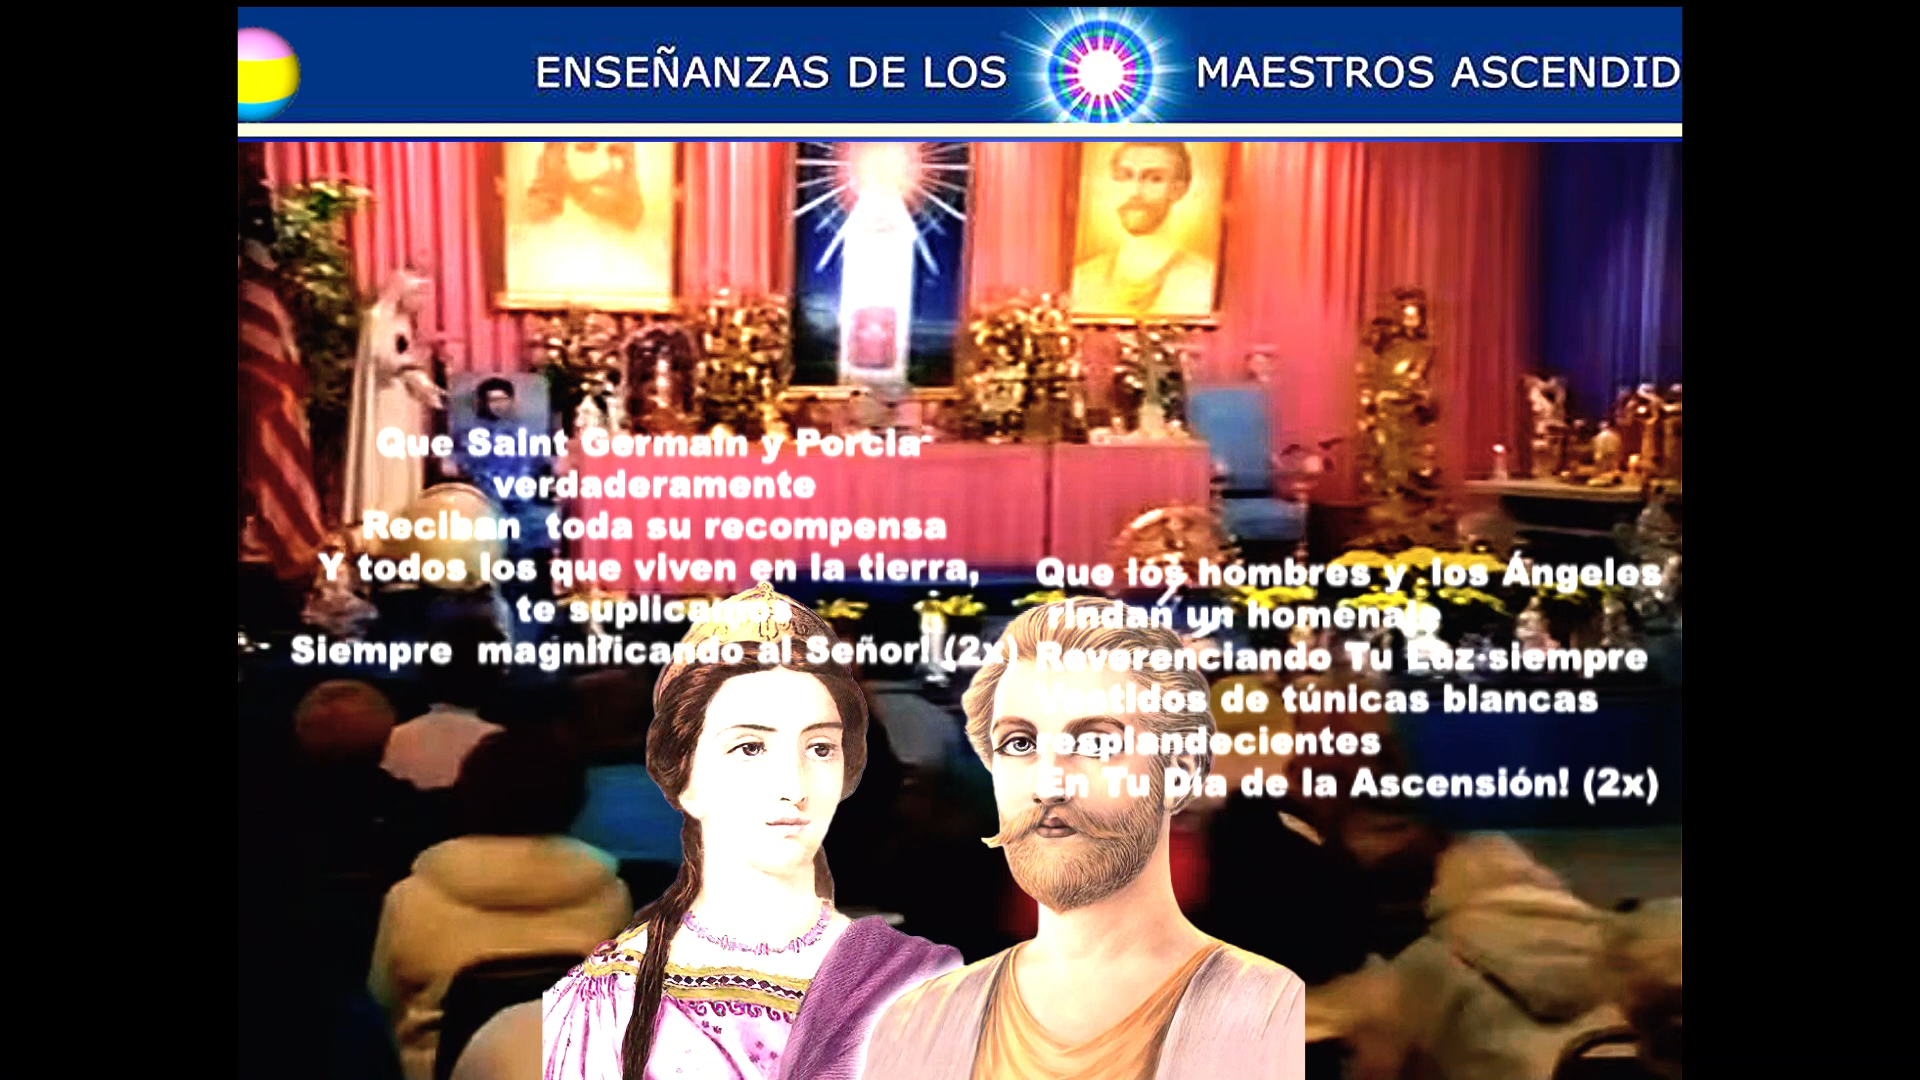 ENSEÑANZAS DE LOS MAESTROS ASCENDID
Que Saint Germain y Porcia
verdaderamente
Reciban toda su recompensa
Y todos los que viven en la tierra,
te suplicamos
Siempre magnificando al Señor! (2x)
Que los hombres y los Ángeles
rindan un homenaje
Reverenciando Tu Luz siempre
Vestidos de túnicas blancas
resplandecientes
En Tu Día de la Ascensión! (2x)